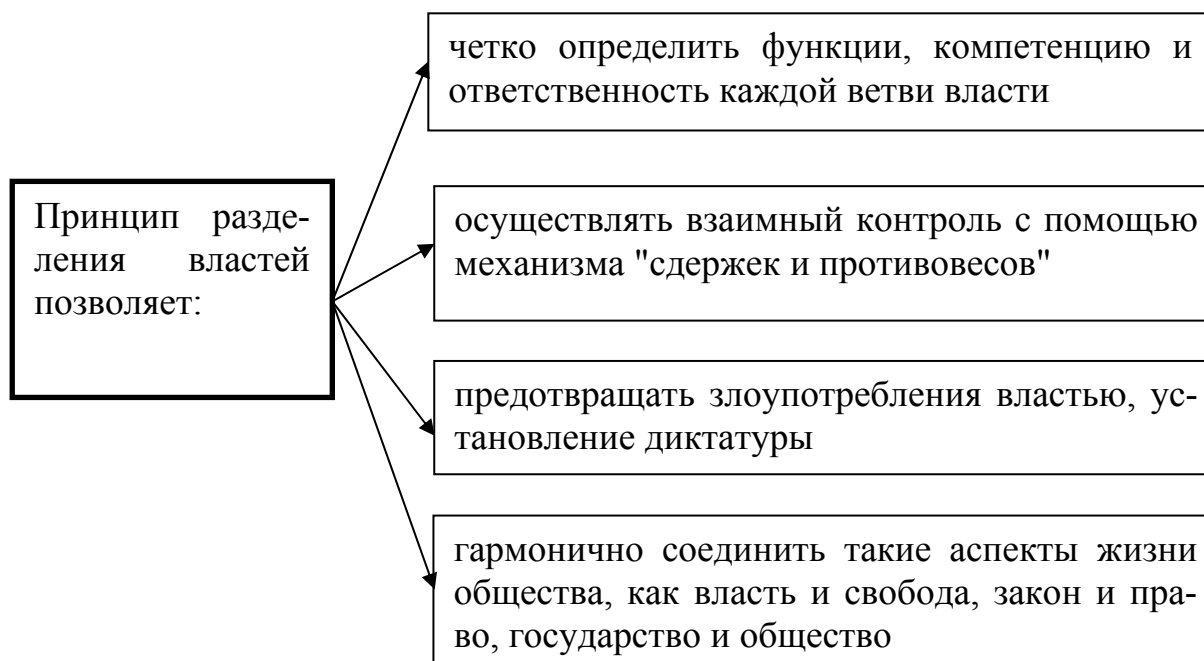 четко определить функции, компетенцию и
ответственность каждой ветви власти
Принцип разде-
ления властей
позволяет:
осуществлять взаимный контроль с помощью
механизма "сдержек и противовесов"
предотвращать злоупотребления властью, ус-
тановление диктатуры
гармонично соединить такие аспекты жизни
общества, как власть и свобода, закон и пра-
во, государство и общество